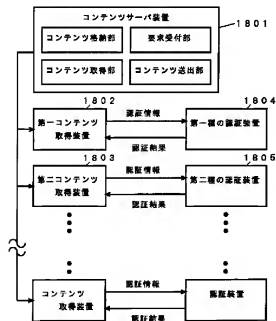 コンテンツサーバ装置
1801
コンテンツ格納部
要求受付部
コンテンツ取得部
コンテンツ送出部
1802
1804
第一コンテンツ
取得装置
認証情報
認証結果
第一種の認証装置
1803
1805
第二コンテンツ
取得装置
認証情報
認証結果
第二種の認証装置
コンテンツ
取得装置
認証情報
認証結果
認証装置